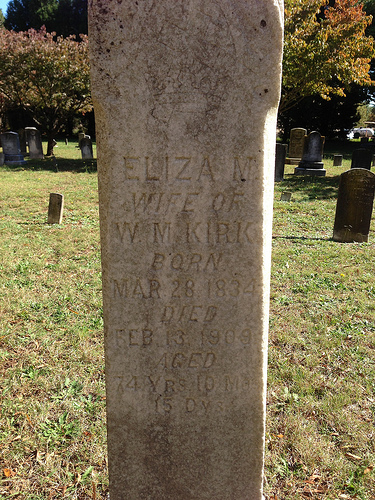 ELIZA M
WIFE OF
W. M. KIRK
BORN
MAR 28 1834
DIED
FEB. 13 1909
AGED
74 YRS 10 MS
15 DYS